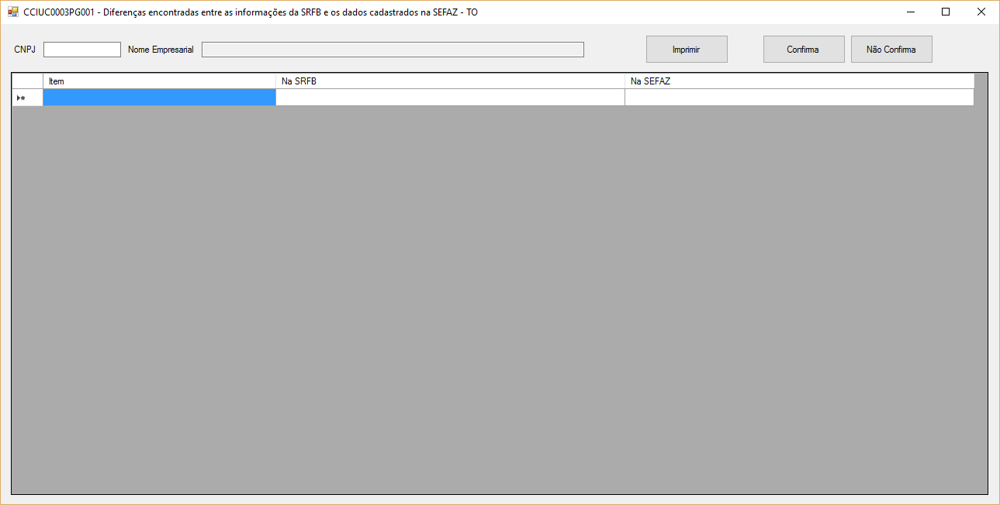 CCIUC0003PG001 - Diferenças encontradas entre as informações da SRFB e os dados cadastrados na SEFAZ - TO
CNPJ Nome Empresarial Imprimir Confirma Não Confirma
Item Na SRFB Na SEFAZ